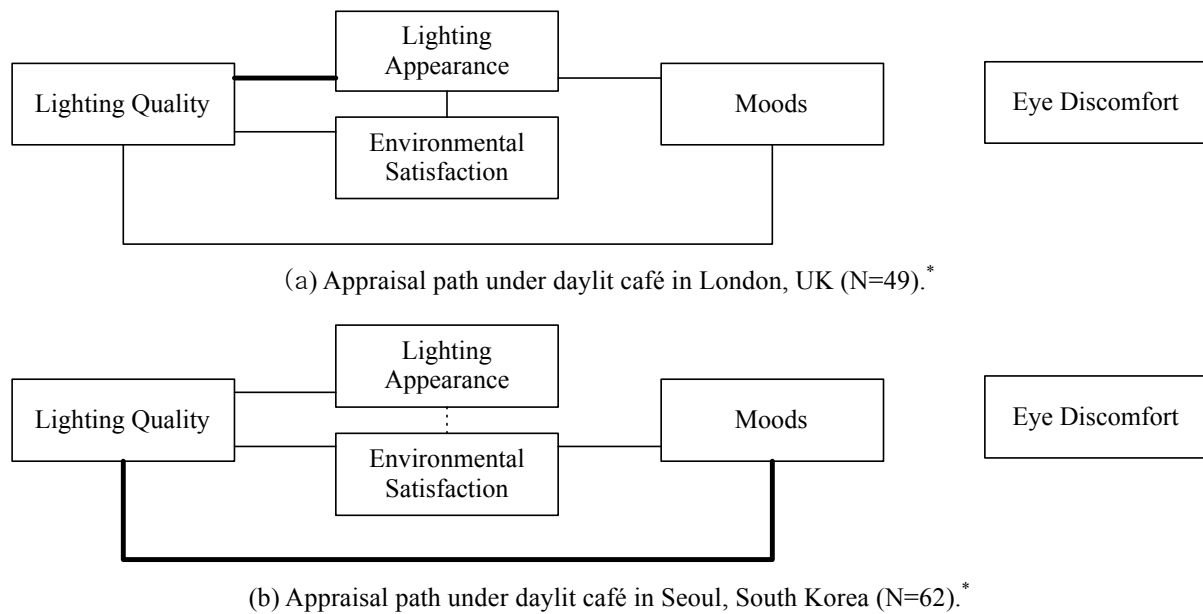 Lighting
Appearance
Lighting Quality
Moods
Eye Discomfort
Environmental
Satisfaction
(a) Appraisal path under daylit café in London, UK (N=49).*
Lighting
Appearance
Lighting Quality
Moods
Eye Discomfort
Environmental
Satisfaction
(b) Appraisal path under daylit café in Seoul, South Korea (N=62).*